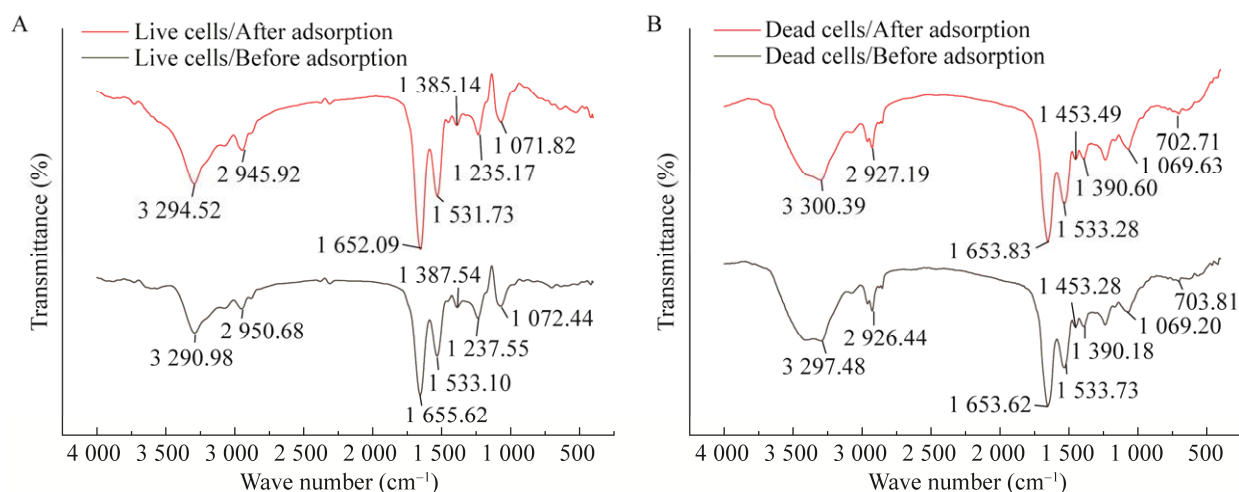 A
Live cells/After adsorption
Live cells/Before adsorption
1 385.14
1 071.82
1 235.17
2 945.92
1 531.73
3 294.52
1 652.09
1 387.54
1 072.44
2 950.68
1 237.55
3 290.98
1 533.10
1 655.62
Transmittance (%)
4 000 3 500 3 000 2 500 2 000 1 500 1 000 500
Wave number (cm⁻¹)
B
Dead cells/After adsorption
Dead cells/Before adsorption
1 453.49
702.71
1 069.63
2 927.19
1 390.60
3 300.39
1 533.28
1 653.83
1 453.28
703.81
1 069.20
2 926.44
1 390.18
3 297.48
1 533.73
1 653.62
Transmittance (%)
4 000 3 500 3 000 2 500 2 000 1 500 1 000 500
Wave number (cm⁻¹)